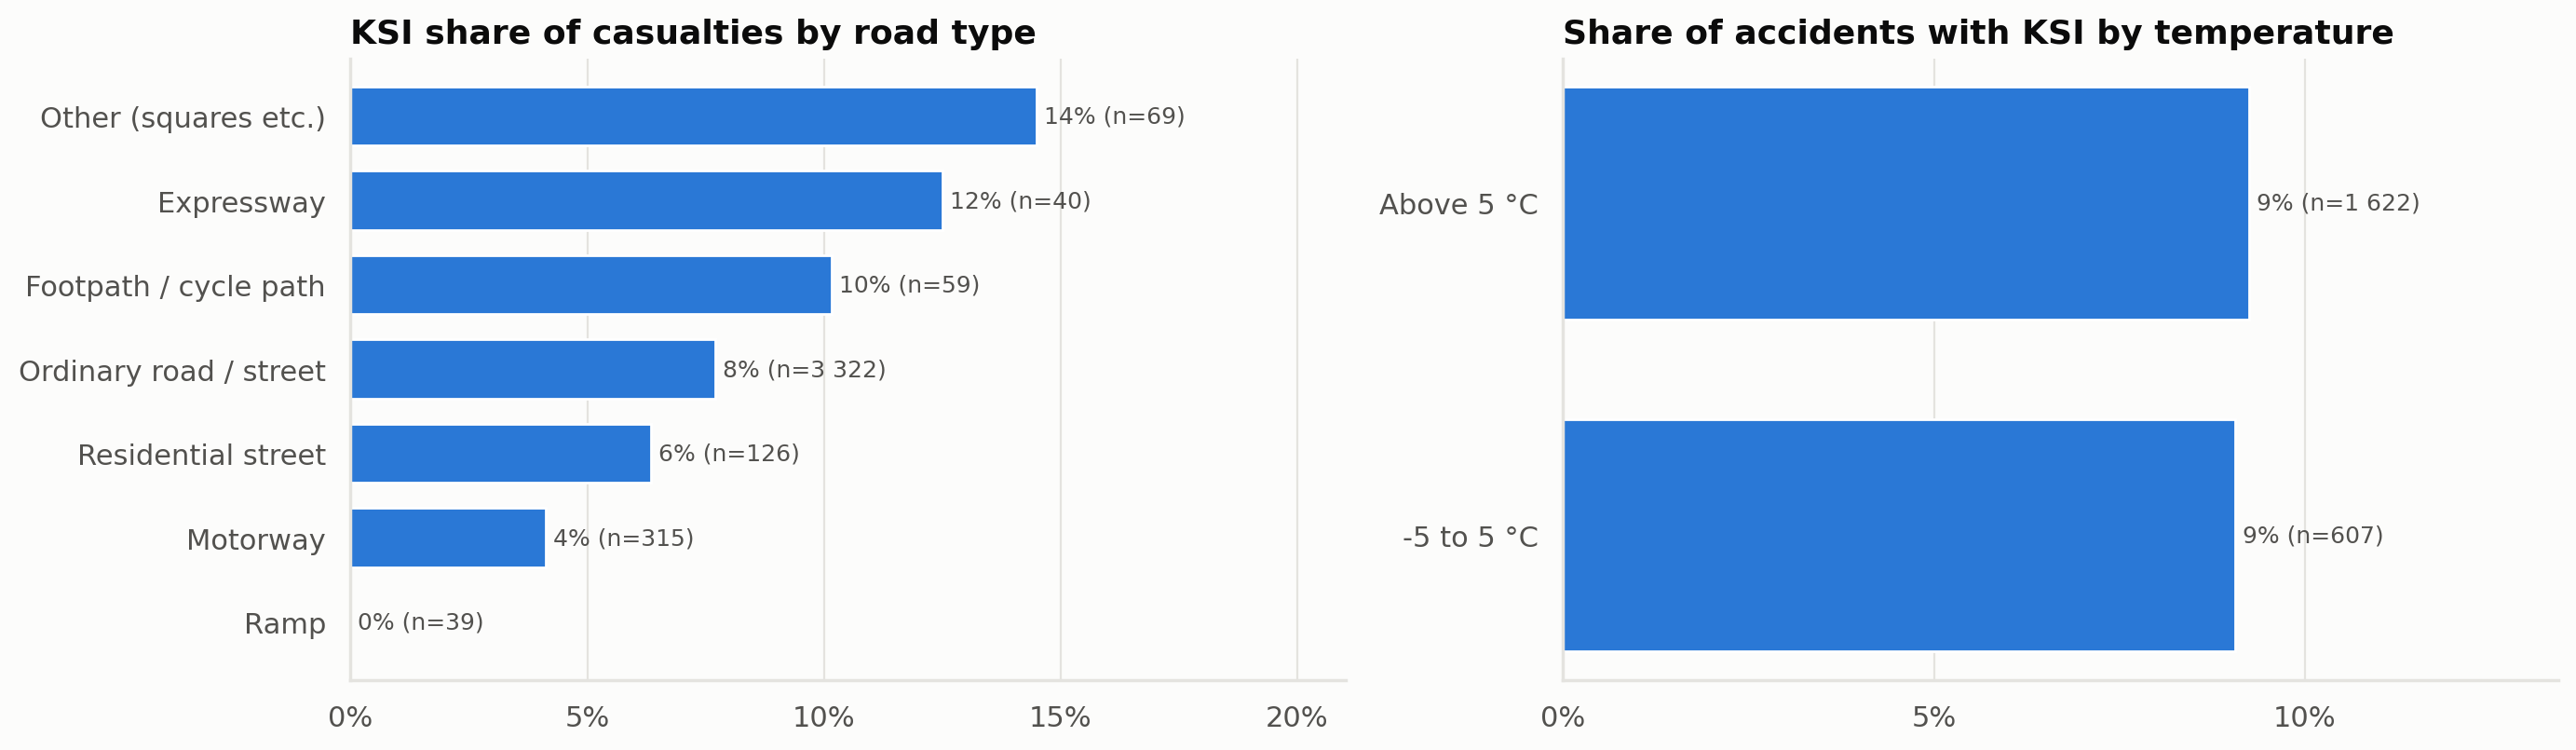 KSI share of casualties by road type
Other (squares etc.) 14% (n=69)
Expressway 12% (n=40)
Footpath / cycle path 10% (n=59)
Ordinary road / street 8% (n=3 322)
Residential street 6% (n=126)
Motorway 4% (n=315)
Ramp 0% (n=39)
0% 5% 10% 15% 20%
Share of accidents with KSI by temperature
Above 5 °C 9% (n=1 622)
-5 to 5 °C 9% (n=607)
0% 5% 10%